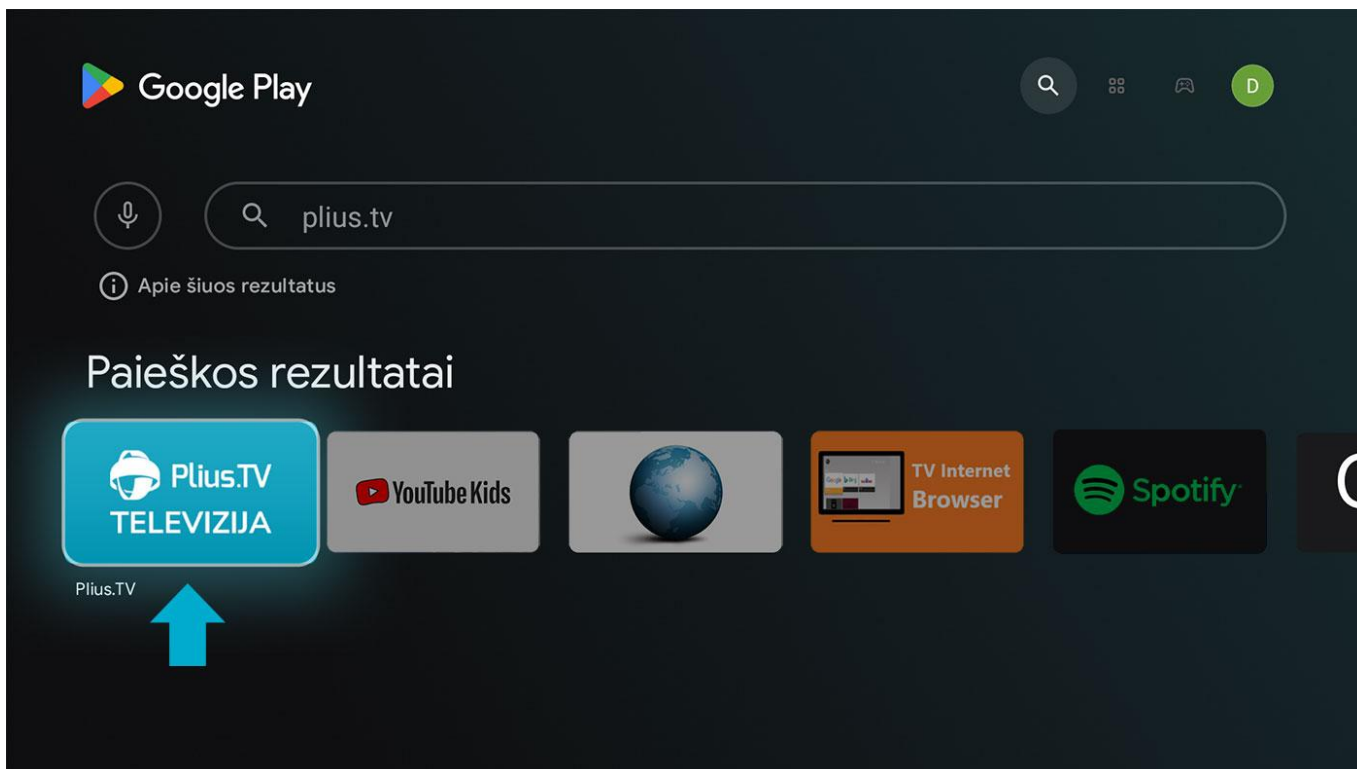 Google Play
D
plius.tv
Apie šiuos rezultatus
Paieškos rezultatai
Plius.TV
TELEVIZIJA
YouTube Kids
TV Internet
Browser
Spotify
Plius.TV